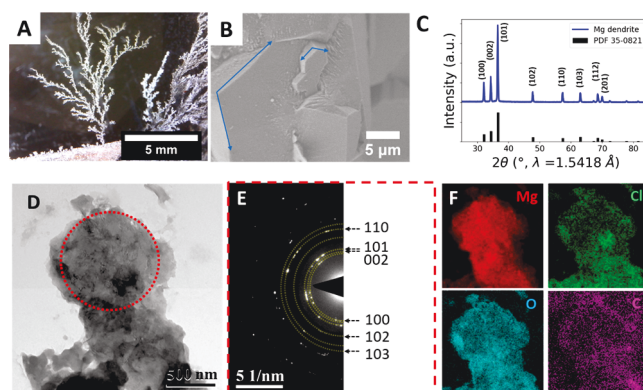 A
5 mm
B
5 µm
C
Intensity (a.u.)
Mg dendrite
PDF 35-0821
(100)
(002)
(101)
(102)
(110)
(103)
(112)
(201)
30 40 50 60 70 80
2θ (°, λ =1.5418 Å)
D
500 nm
E
110
101
002
100
102
103
5 1/nm
F
Mg
Cl
O
C